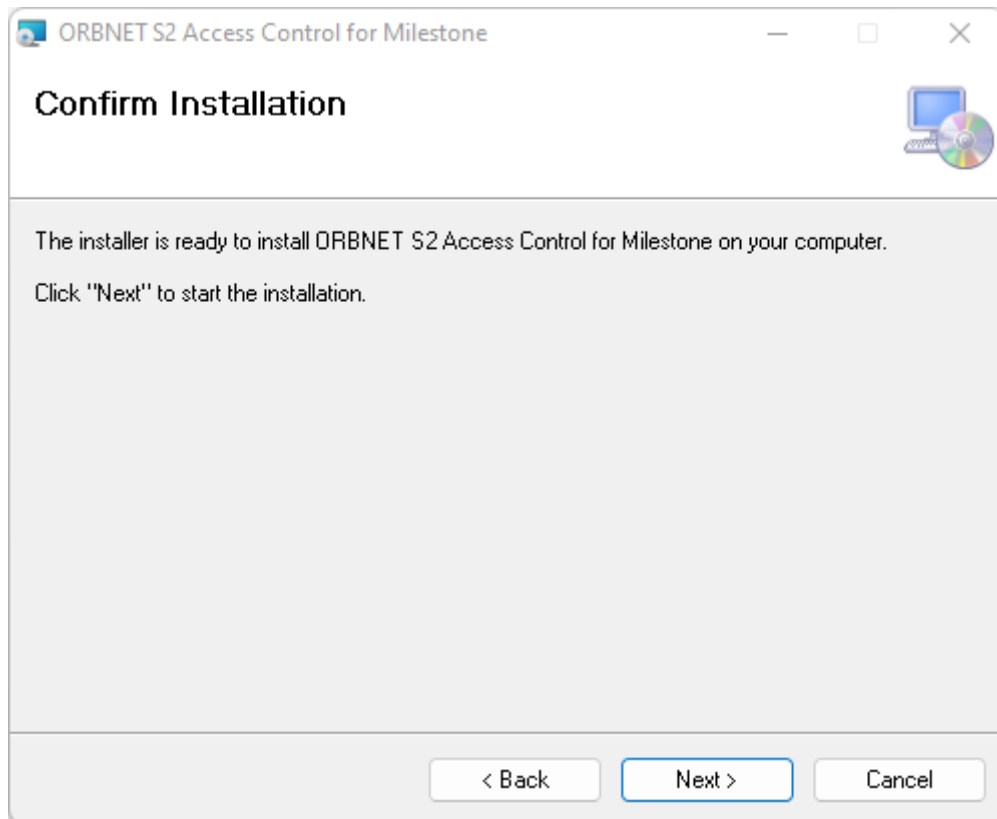 ORBNET S2 Access Control for Milestone
Confirm Installation
The installer is ready to install ORBNET S2 Access Control for Milestone on your computer.
Click "Next" to start the installation.
< Back
Next >
Cancel